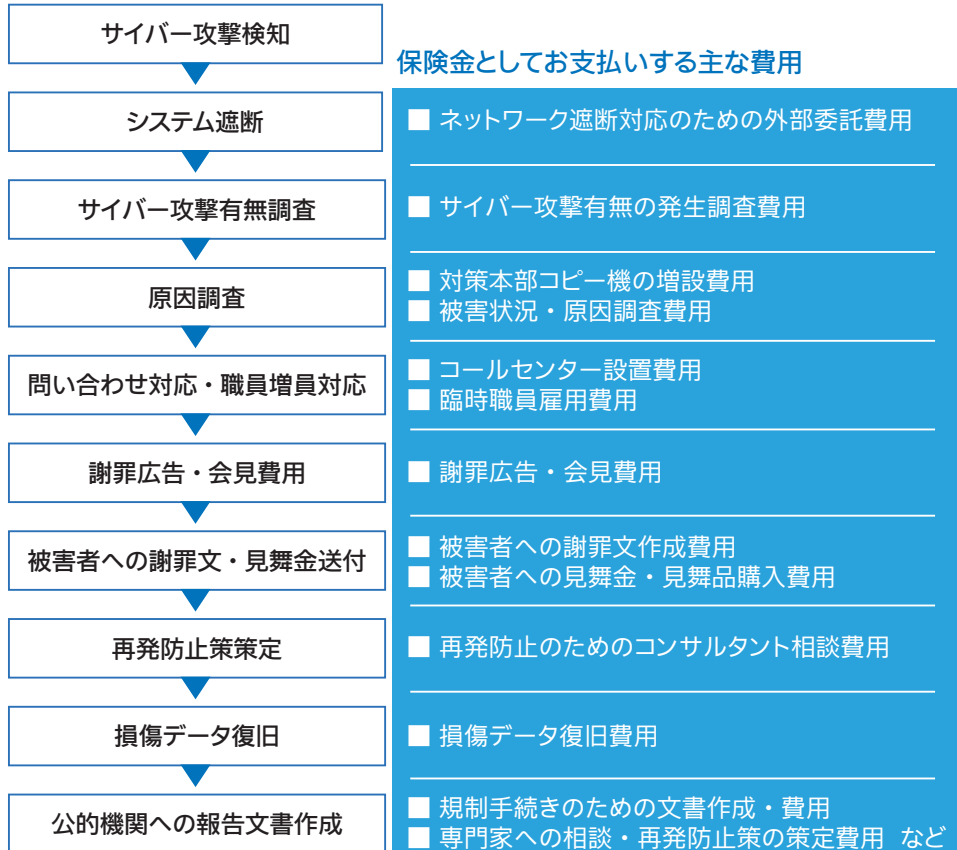 サイバー攻撃検知
保険金としてお支払いする主な費用
システム遮断
■ ネットワーク遮断対応のための外部委託費用
サイバー攻撃有無調査
■ サイバー攻撃有無の発生調査費用
原因調査
■ 対策本部コピー機の増設費用
■ 被害状況・原因調査費用
問い合わせ対応・職員増員対応
■ コールセンター設置費用
■ 臨時職員雇用費用
謝罪広告・会見費用
■ 謝罪広告・会見費用
被害者への謝罪文・見舞金送付
■ 被害者への謝罪文作成費用
■ 被害者への見舞金・見舞品購入費用
再発防止策策定
■ 再発防止のためのコンサルタント相談費用
損傷データ復旧
■ 損傷データ復旧費用
公的機関への報告文書作成
■ 規制手続きのための文書作成・費用
■ 専門家への相談・再発防止策の策定費用 など